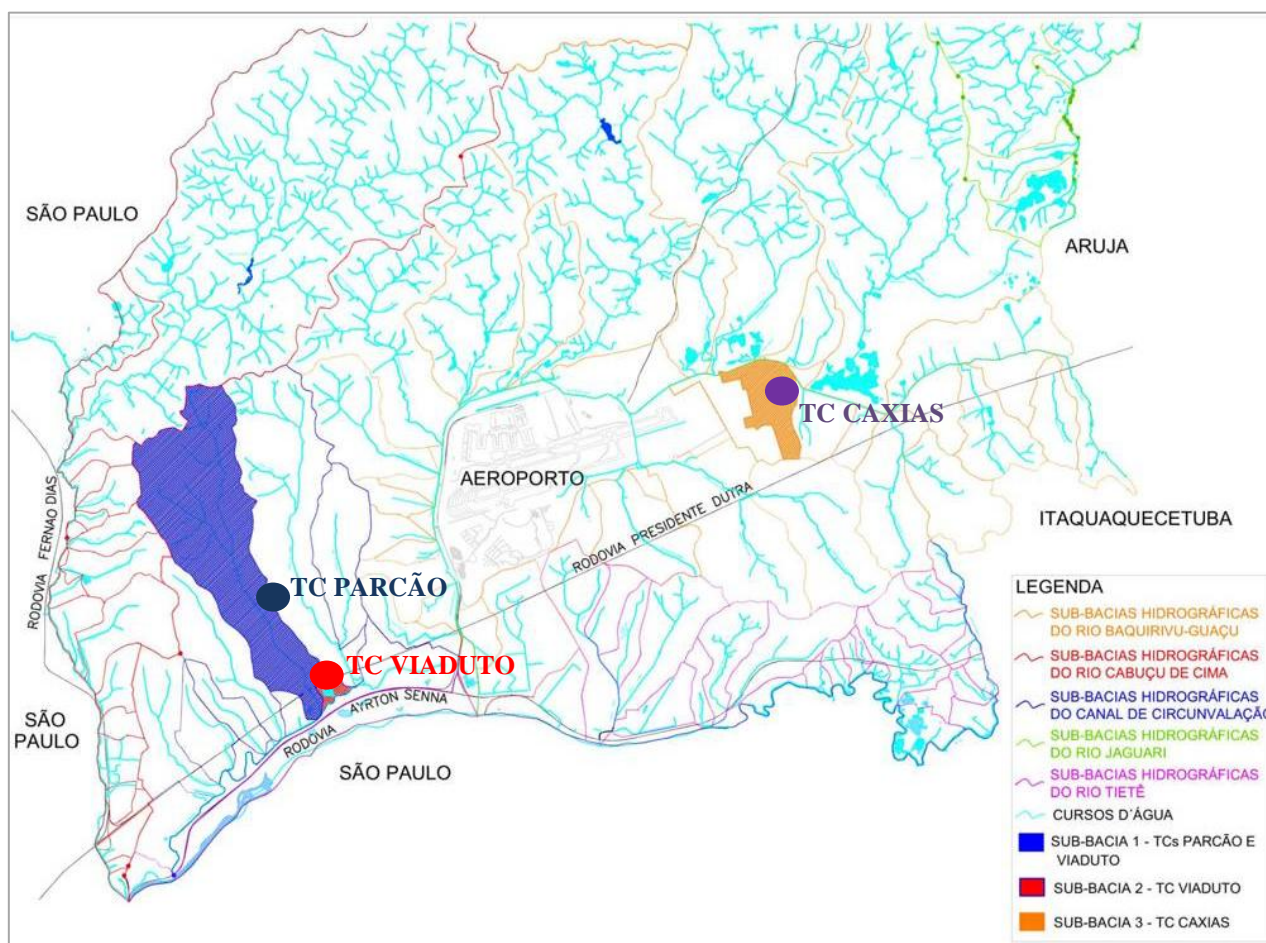 SÃO PAULO
ARUJA
TC CAXIAS
AEROPORTO
RODOVIA FERNAO DIAS
RODOVIA PRESIDENTE DUTRA
ITAQUAQUECETUBA
TC PARCÃO
TC VIADUTO
RODOVIA AYRTON SENNA
SÃO
PAULO
SÃO PAULO
LEGENDA
SUB-BACIAS HIDROGRÁFICAS
DO RIO BAQUIRIVU-GUAÇU
SUB-BACIAS HIDROGRÁFICAS
DO RIO CABUÇU DE CIMA
SUB-BACIAS HIDROGRÁFICAS
DO CANAL DE CIRCUNVALAÇÃO
SUB-BACIAS HIDROGRÁFICAS
DO RIO JAGUARI
SUB-BACIAS HIDROGRÁFICAS
DO RIO TIETÊ
CURSOS D´ÁGUA
SUB-BACIA 1 - TCs PARCÃO E
VIADUTO
SUB-BACIA 2 - TC VIADUTO
SUB-BACIA 3 - TC CAXIAS